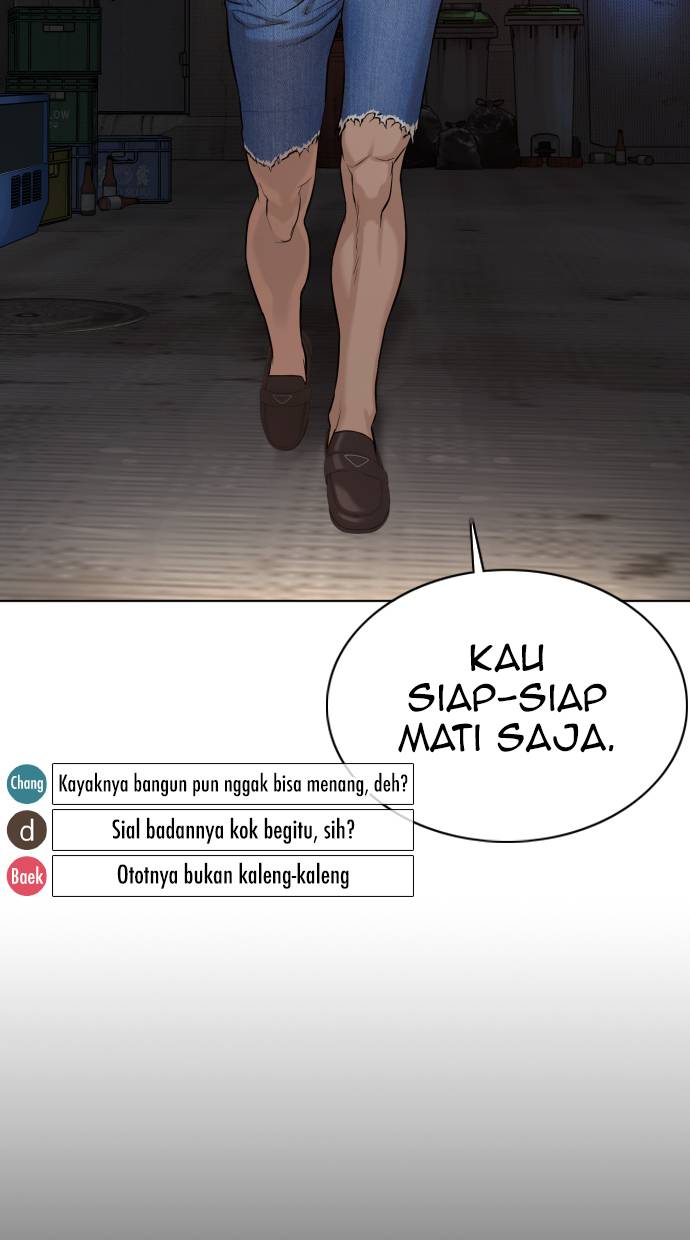 KAU
SIAP-SIAP
MATI SAJA.
Chang Kayaknya bangun pun nggak bisa menang, deh?
d Sial badannya kok begitu, sih?
Baek Ototnya bukan kaleng-kaleng